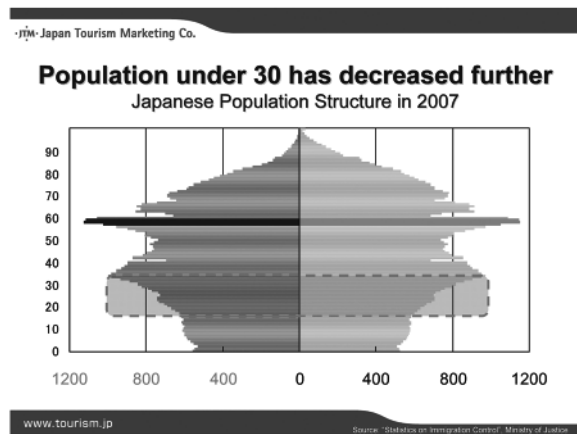 ·JTM· Japan Tourism Marketing Co.
Population under 30 has decreased further
Japanese Population Structure in 2007
90
80
70
60
50
40
30
20
10
0
1200 800 400 0 400 800 1200
www.tourism.jp
Source: "Statistics on Immigration Control", Ministry of Justice